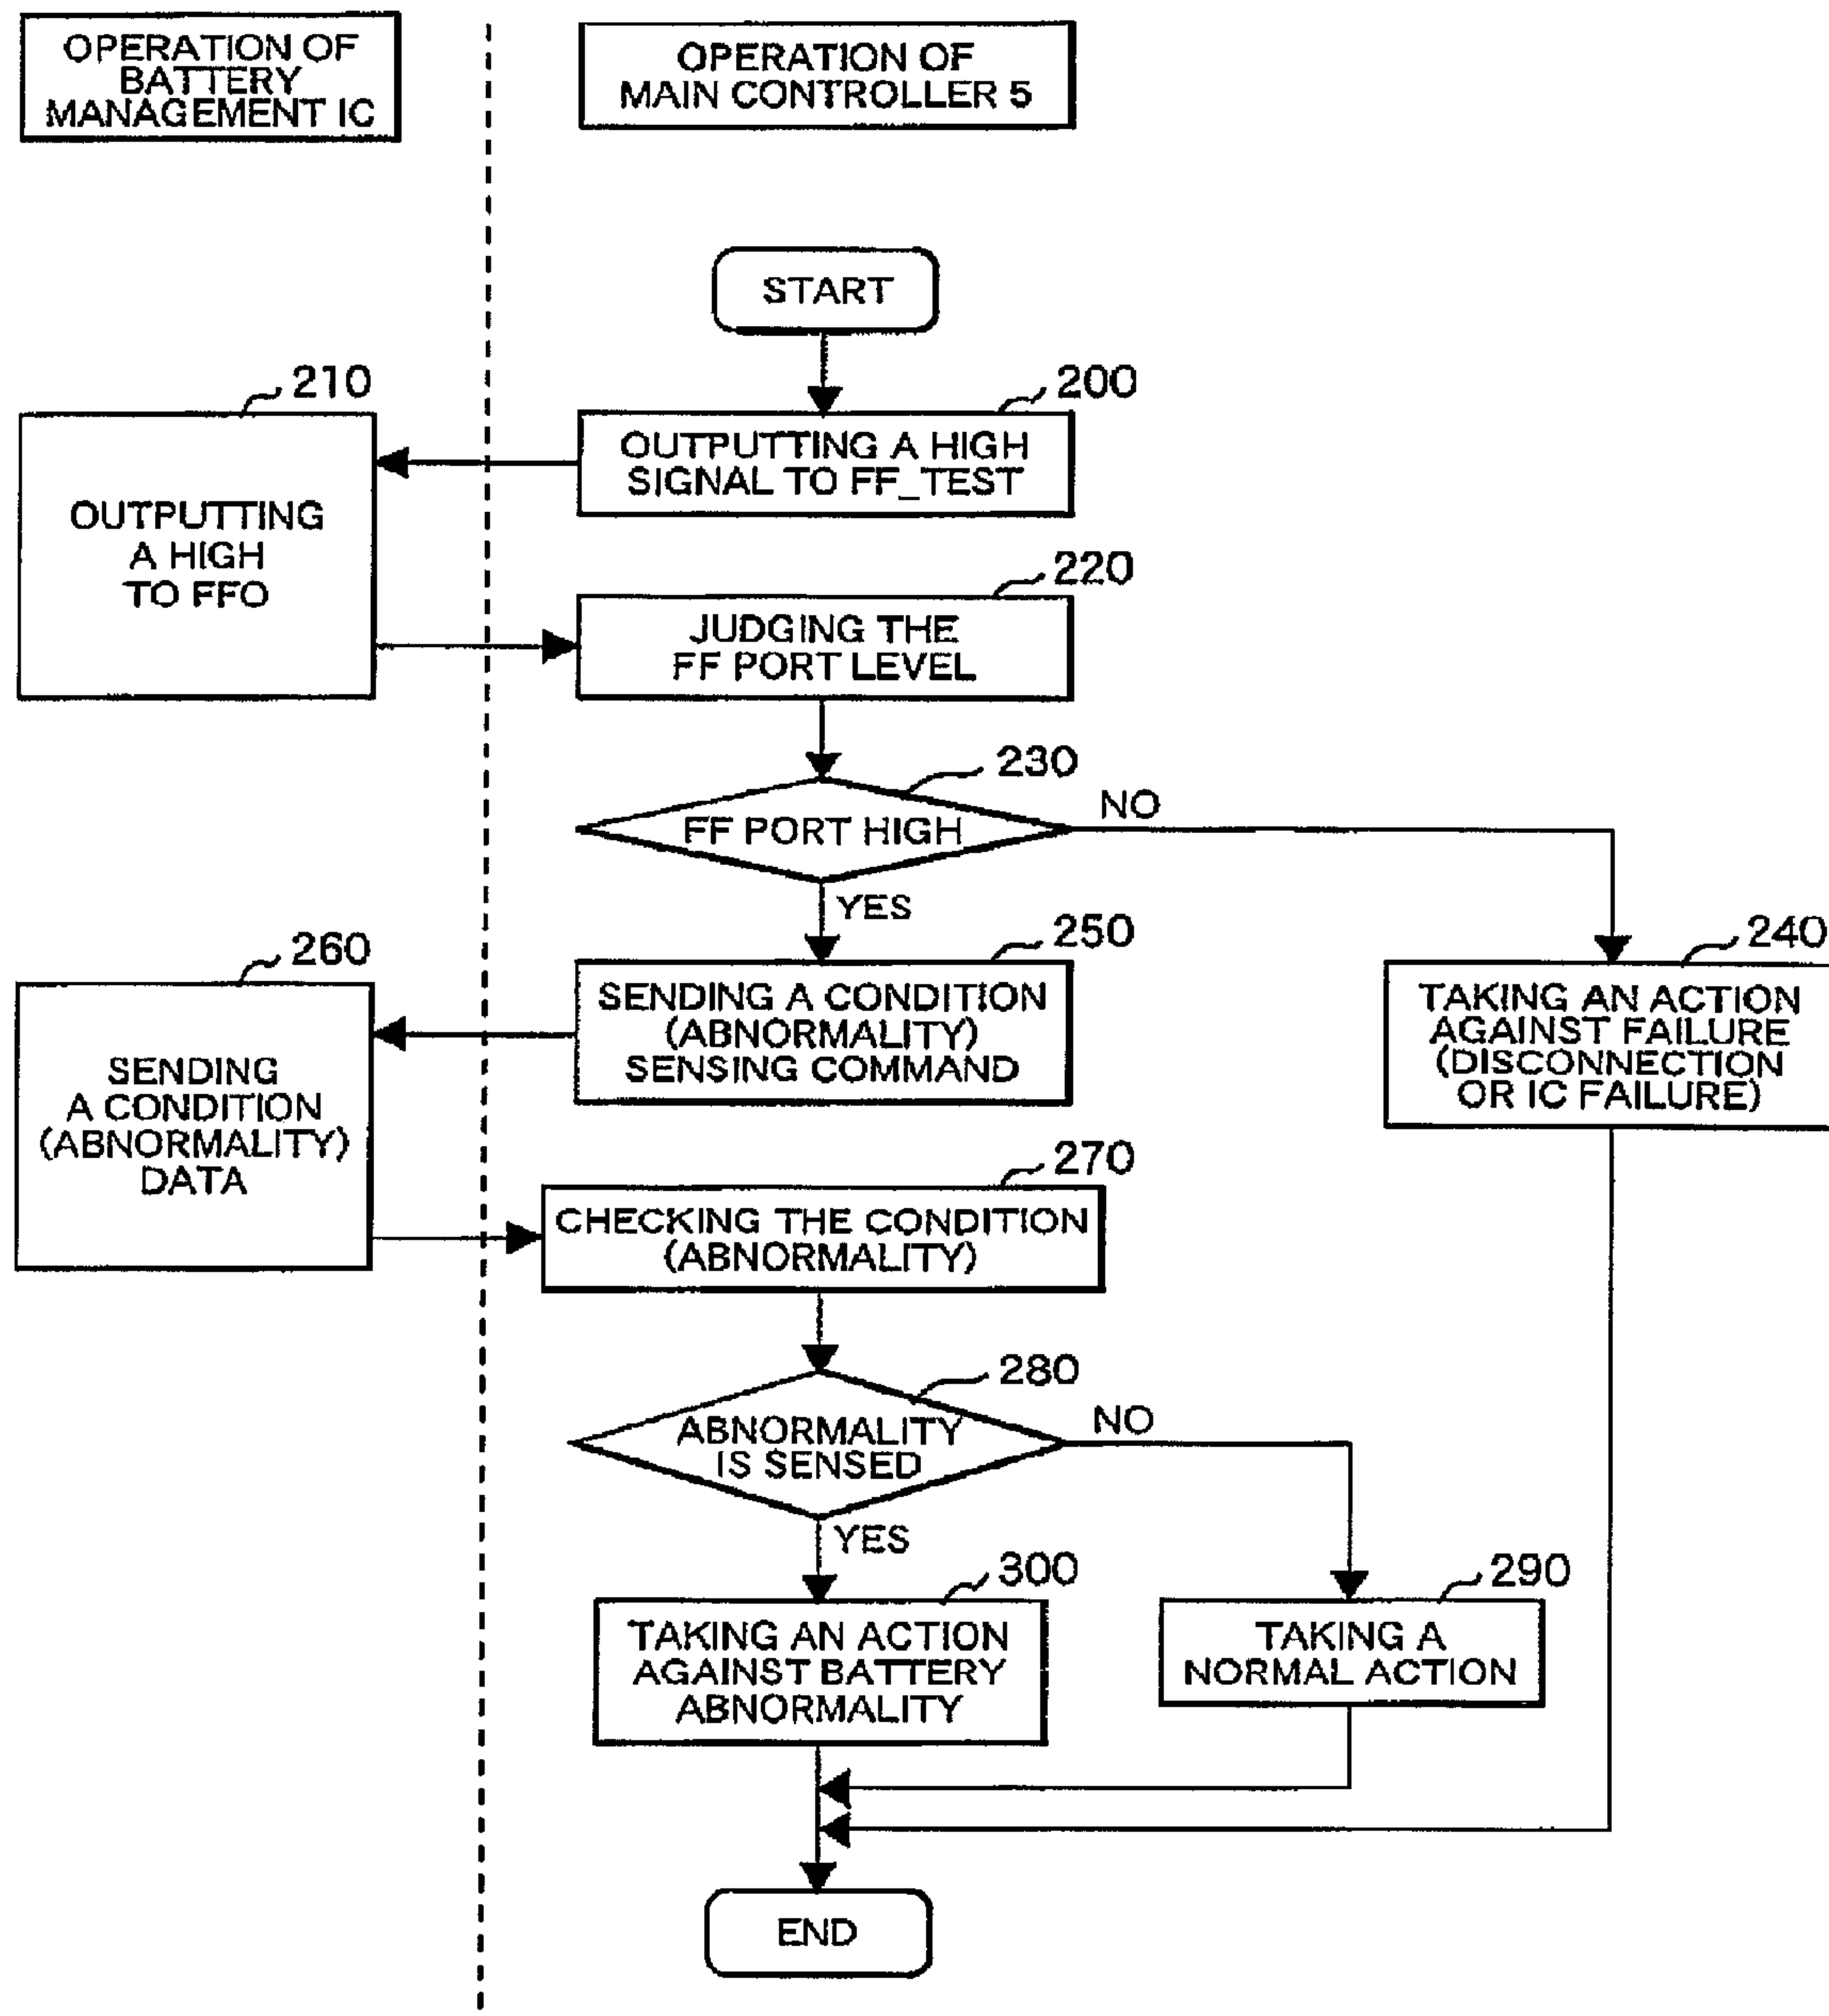 OPERATION OF
BATTERY
MANAGEMENT IC
OPERATION OF
MAIN CONTROLLER 5
START
210
200
OUTPUTTING A HIGH
SIGNAL TO FF_TEST
OUTPUTTING
A HIGH
TO FFO
220
JUDGING THE
FF PORT LEVEL
230
FF PORT HIGH
NO
YES
260
250
240
SENDING A CONDITION
(ABNORMALITY)
SENSING COMMAND
TAKING AN ACTION
AGAINST FAILURE
(DISCONNECTION
OR IC FAILURE)
SENDING
A CONDITION
(ABNORMALITY)
DATA
270
CHECKING THE CONDITION
(ABNORMALITY)
280
ABNORMALITY
IS SENSED
NO
YES
300
290
TAKING AN ACTION
AGAINST BATTERY
ABNORMALITY
TAKING A
NORMAL ACTION
END